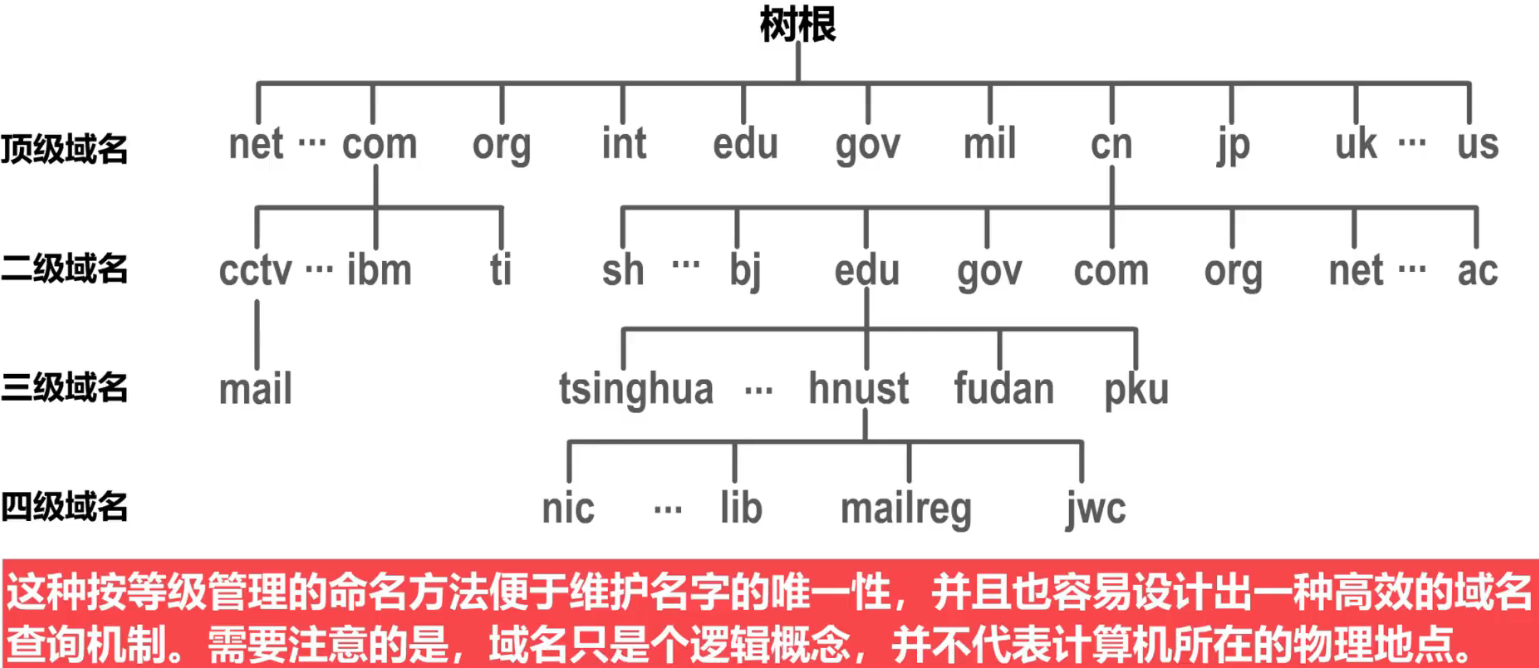 树根
顶级域名 net … com org int edu gov mil cn jp uk … us
二级域名 cctv … ibm ti sh … bj edu gov com org net … ac
三级域名 mail tsinghua … hnust fudan pku
四级域名 nic … lib mailreg jwc
这种按等级管理的命名方法便于维护名字的唯一性，并且也容易设计出一种高效的域名
查询机制。需要注意的是，域名只是个逻辑概念，并不代表计算机所在的物理地点。